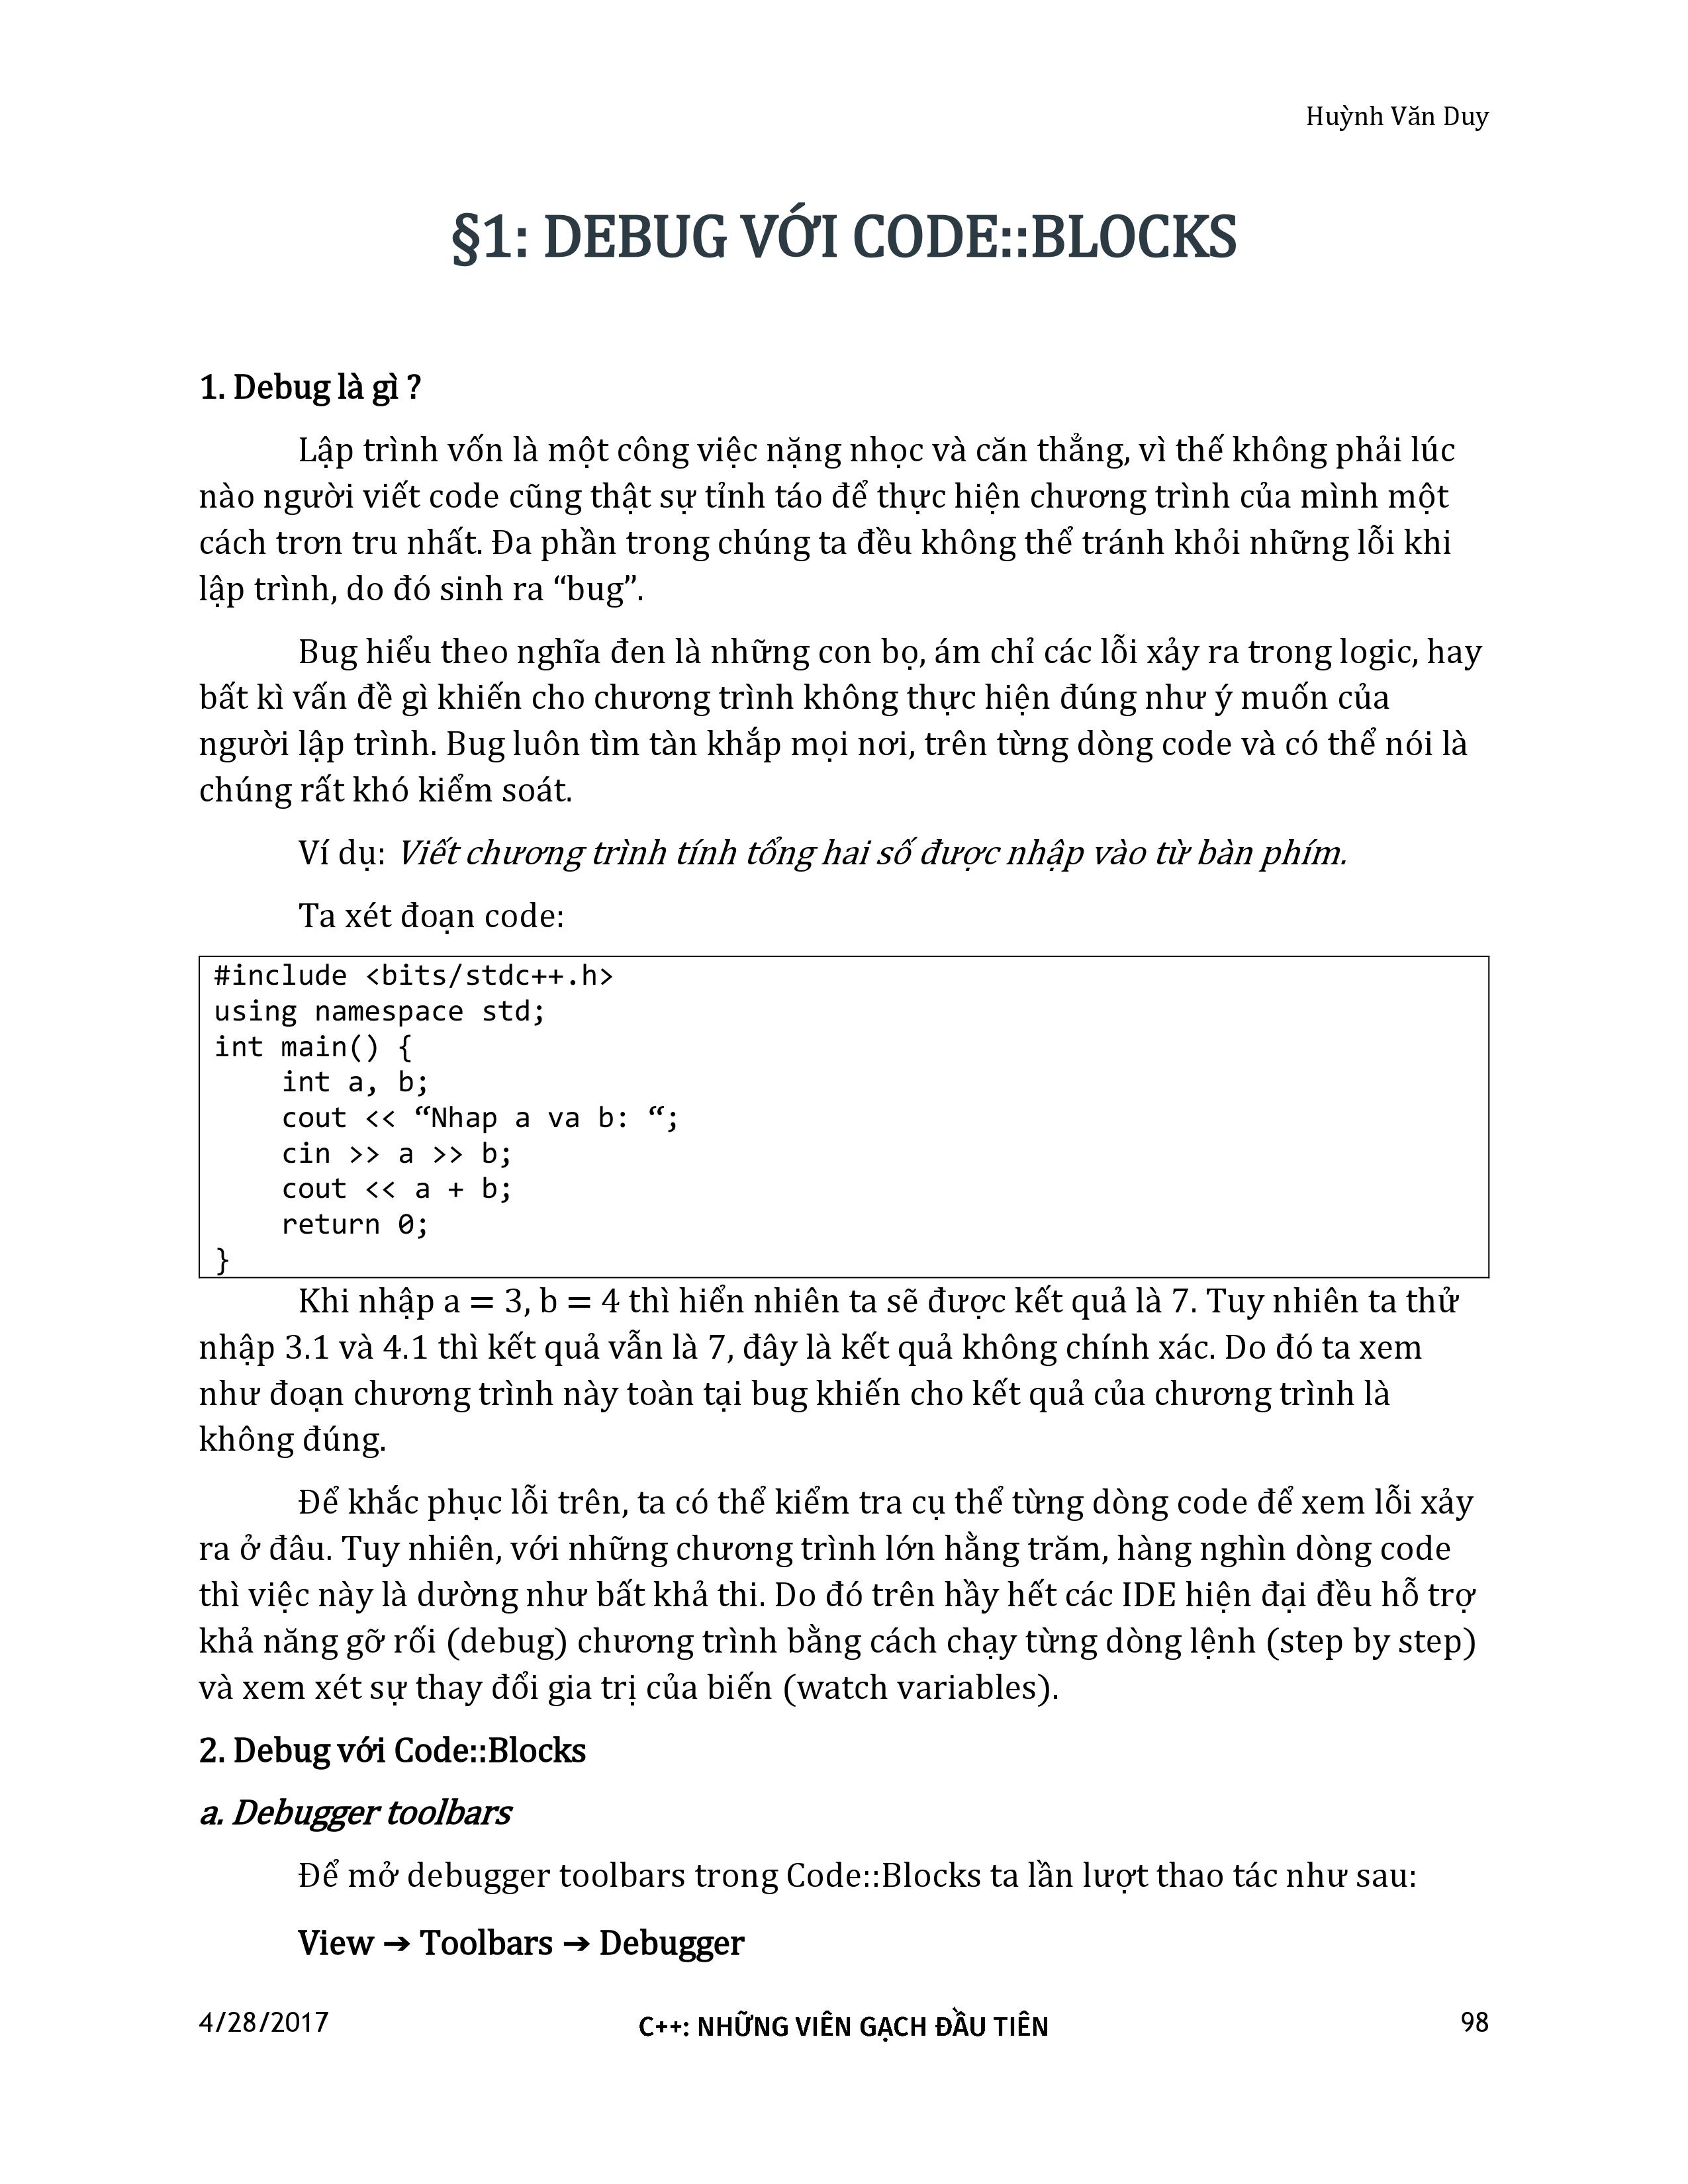 Huỳnh Văn Duy
§1: DEBUG VỚI CODE::BLOCKS
1. Debug là gì ?
Lập trình vốn là một công việc nặng nhọc và căn thẳng, vì thế không phải lúc
nào người viết code cũng thật sự tỉnh táo để thực hiện chương trình của mình một
cách trơn tru nhất. Đa phần trong chúng ta đều không thể tránh khỏi những lỗi khi
lập trình, do đó sinh ra “bug”.
Bug hiểu theo nghĩa đen là những con bọ, ám chỉ các lỗi xảy ra trong logic, hay
bất kì vấn đề gì khiến cho chương trình không thực hiện đúng như ý muốn của
người lập trình. Bug luôn tìm tàn khắp mọi nơi, trên từng dòng code và có thể nói là
chúng rất khó kiểm soát.
Ví dụ: Viết chương trình tính tổng hai số được nhập vào từ bàn phím.
Ta xét đoạn code:
#include <bits/stdc++.h>
using namespace std;
int main() {
    int a, b;
    cout << “Nhap a va b: “;
    cin >> a >> b;
    cout << a + b;
    return 0;
}
Khi nhập a = 3, b = 4 thì hiển nhiên ta sẽ được kết quả là 7. Tuy nhiên ta thử
nhập 3.1 và 4.1 thì kết quả vẫn là 7, đây là kết quả không chính xác. Do đó ta xem
như đoạn chương trình này toàn tại bug khiến cho kết quả của chương trình là
không đúng.
Để khắc phục lỗi trên, ta có thể kiểm tra cụ thể từng dòng code để xem lỗi xảy
ra ở đâu. Tuy nhiên, với những chương trình lớn hằng trăm, hàng nghìn dòng code
thì việc này là dường như bất khả thi. Do đó trên hầy hết các IDE hiện đại đều hỗ trợ
khả năng gỡ rối (debug) chương trình bằng cách chạy từng dòng lệnh (step by step)
và xem xét sự thay đổi gia trị của biến (watch variables).
2. Debug với Code::Blocks
a. Debugger toolbars
Để mở debugger toolbars trong Code::Blocks ta lần lượt thao tác như sau:
View ➔ Toolbars ➔ Debugger
4/28/2017 C++: NHỮNG VIÊN GẠCH ĐẦU TIÊN 98